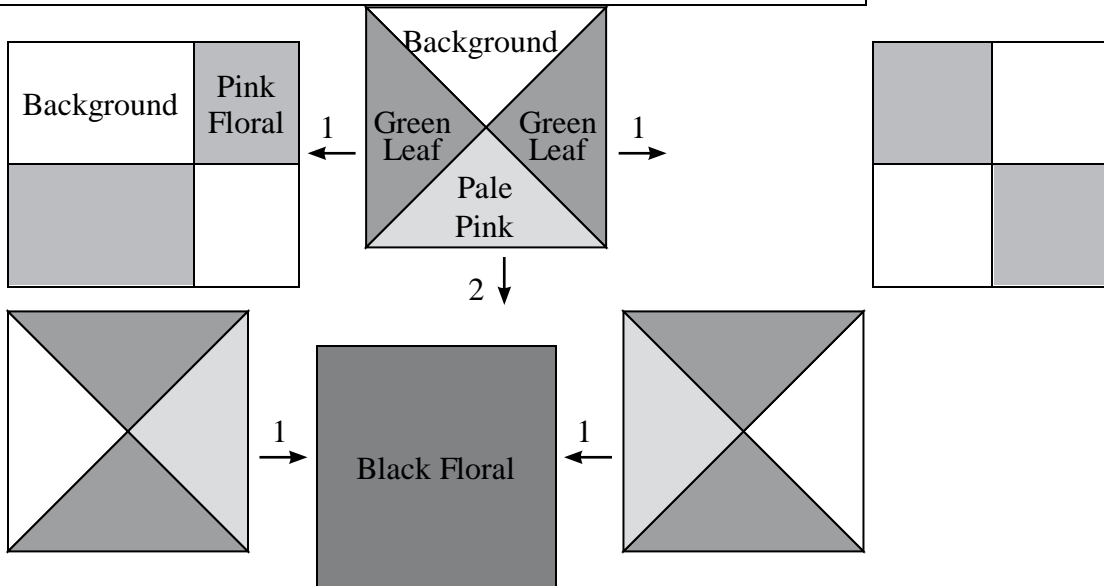 Background
Pink
Floral
1
Background
Green
Leaf
Green
Leaf
Pale
Pink
1
2
1
Black Floral
1